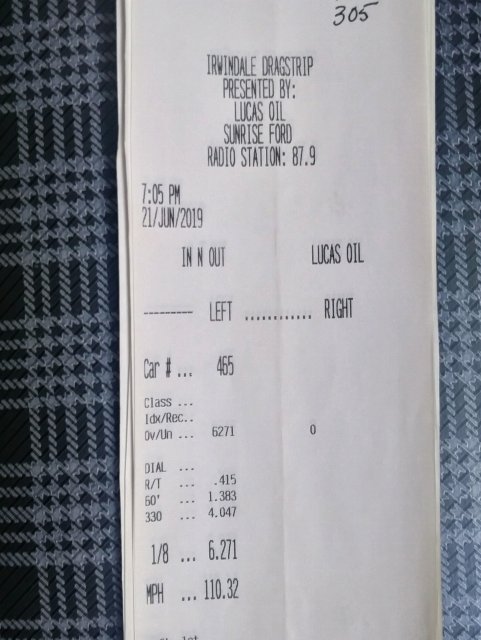 305
IRWINDALE DRAGSTRIP
PRESENTED BY:
LUCAS OIL
SUNRISE FORD
RADIO STATION: 87.9
7:05 PM
21/JUN/2019
IN N OUT LUCAS OIL
--------- LEFT ............ RIGHT
Car # ... 465
Class ...
Idx/Rec..
Ov/Un ... 6271 0
DIAL ...
R/T ... .415
60' ... 1.383
330 ... 4.047
1/8 ... 6.271
MPH ... 110.32